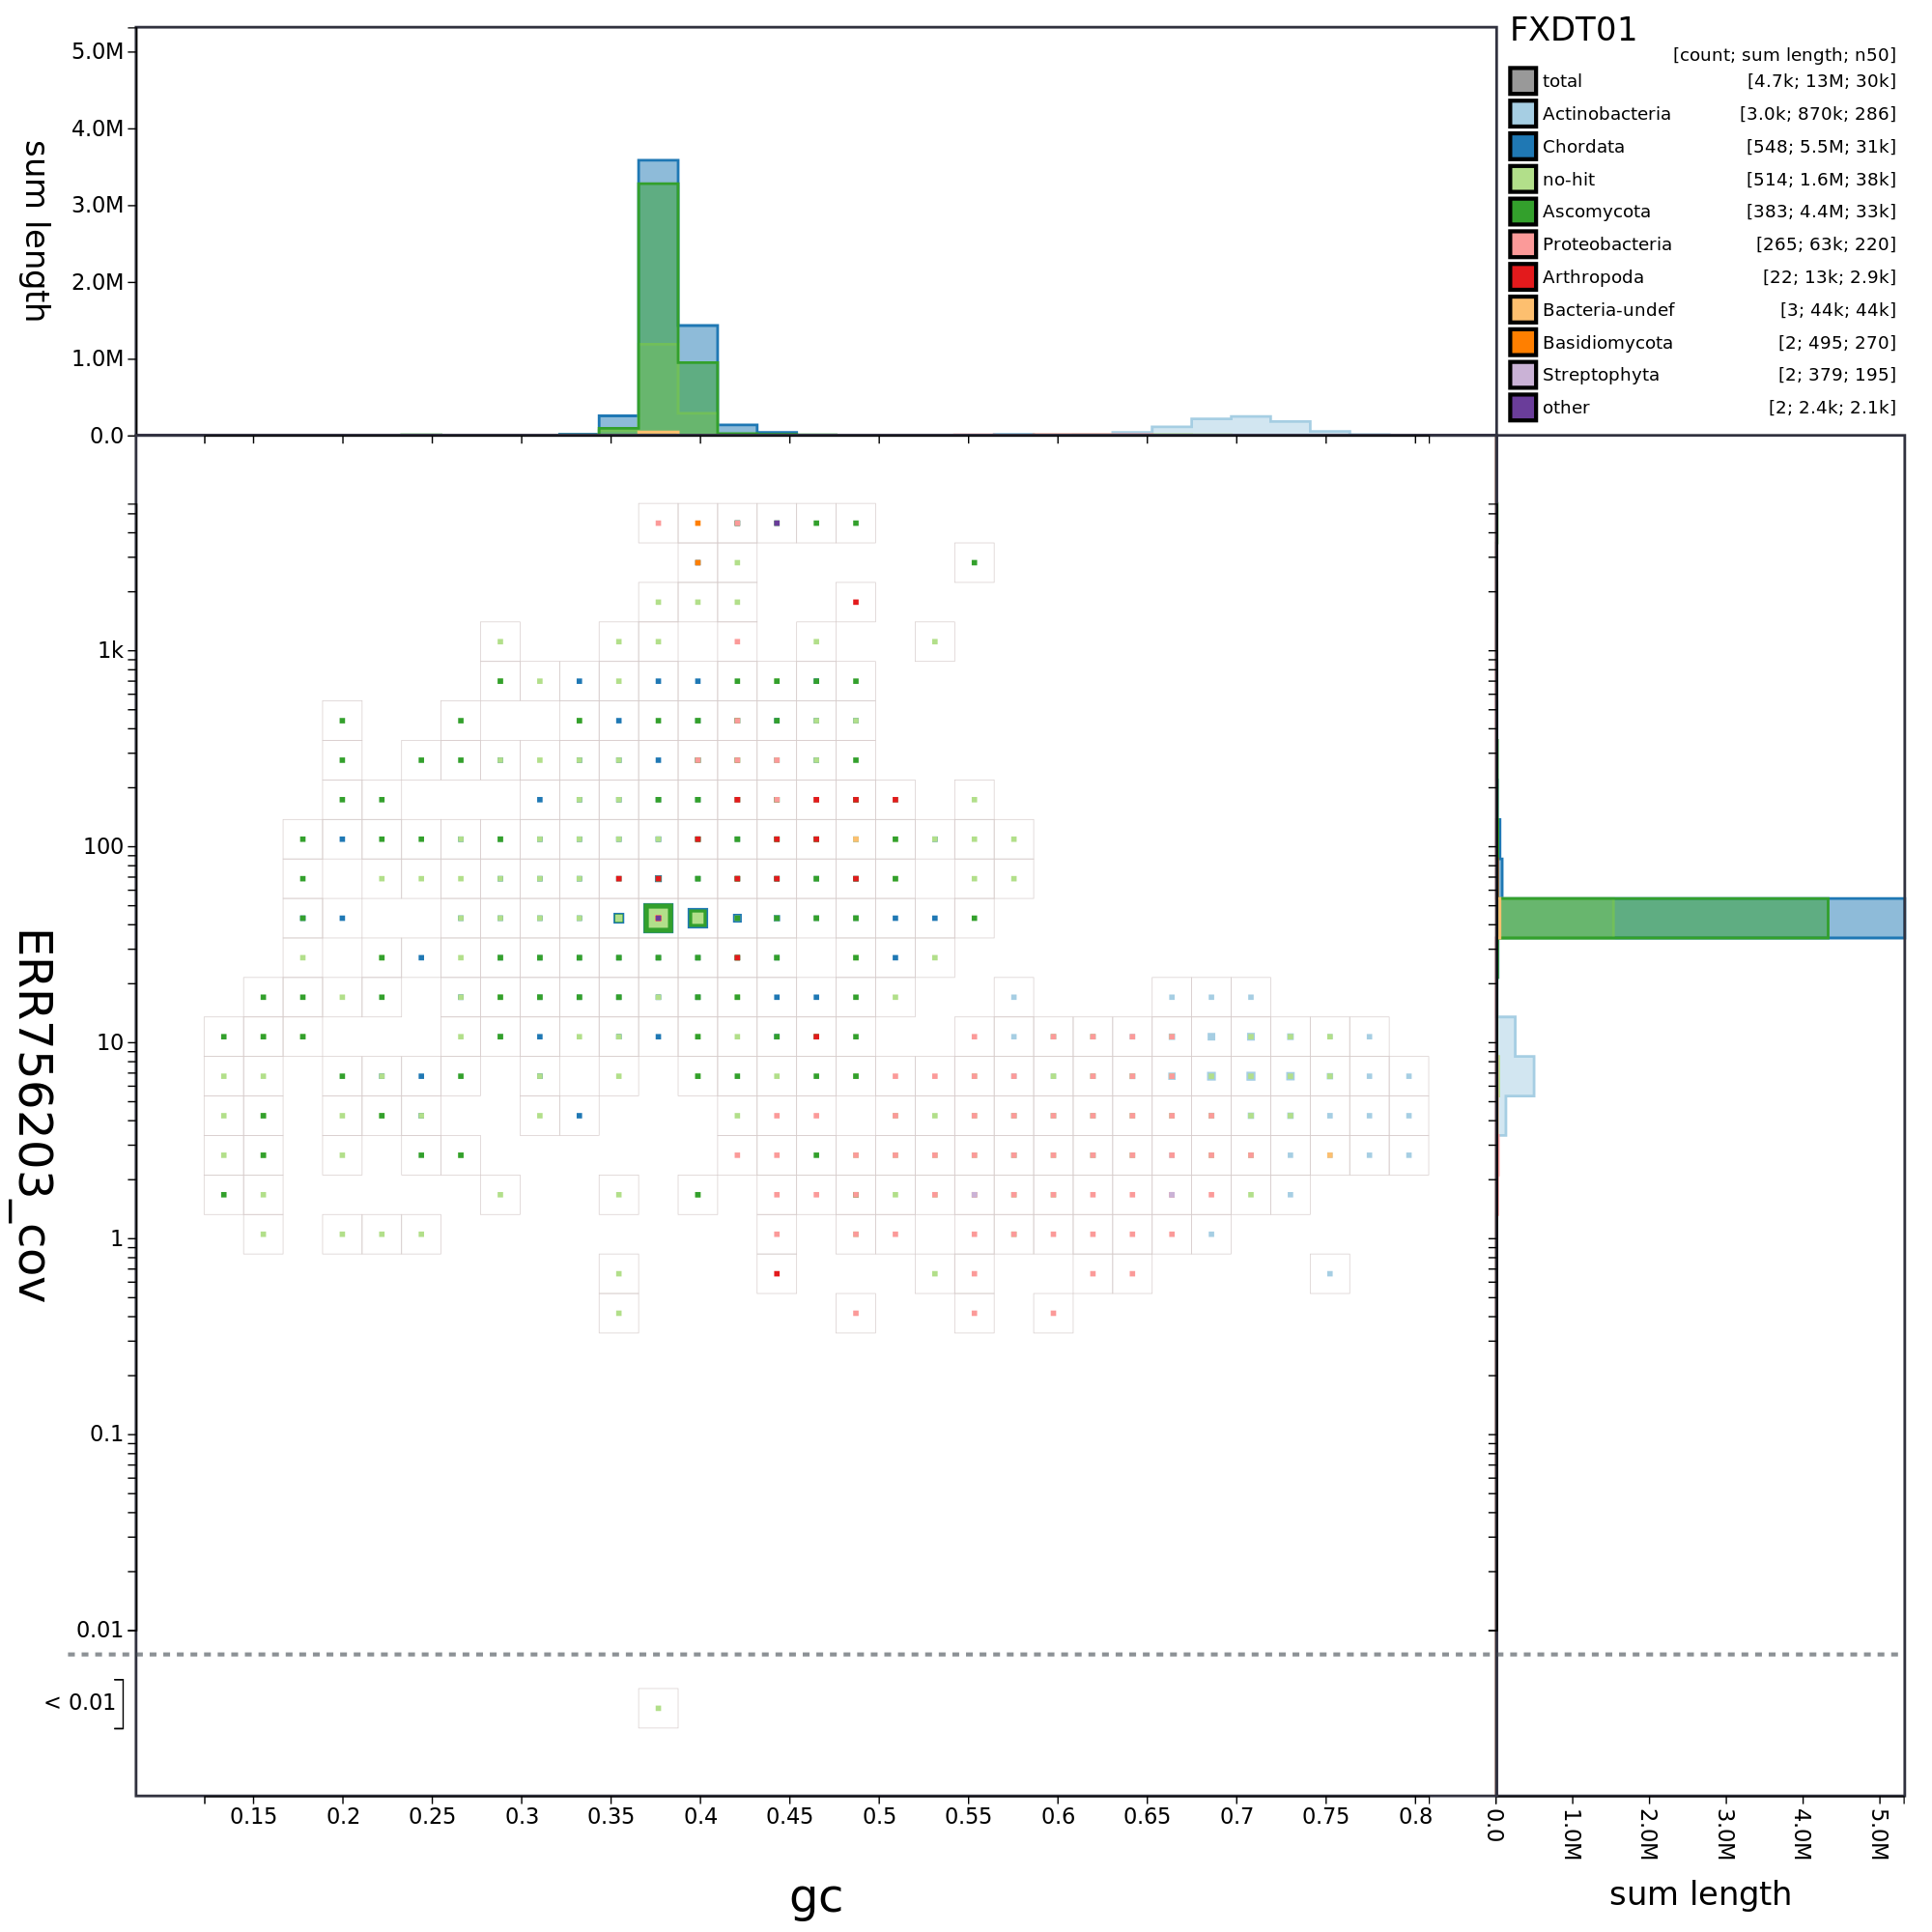 FXDT01
[count; sum length; n50]
total [4.7k; 13M; 30k]
Actinobacteria [3.0k; 870k; 286]
Chordata [548; 5.5M; 31k]
no-hit [514; 1.6M; 38k]
Ascomycota [383; 4.4M; 33k]
Proteobacteria [265; 63k; 220]
Arthropoda [22; 13k; 2.9k]
Bacteria-undef [3; 44k; 44k]
Basidiomycota [2; 495; 270]
Streptophyta [2; 379; 195]
other [2; 2.4k; 2.1k]
sum length
5.0M
4.0M
3.0M
2.0M
1.0M
0.0
ERR756203_cov
1k
100
10
1
0.1
0.01
< 0.01
0.15 0.2 0.25 0.3 0.35 0.4 0.45 0.5 0.55 0.6 0.65 0.7 0.75 0.8
gc
0.0 1.0M 2.0M 3.0M 4.0M 5.0M
sum length